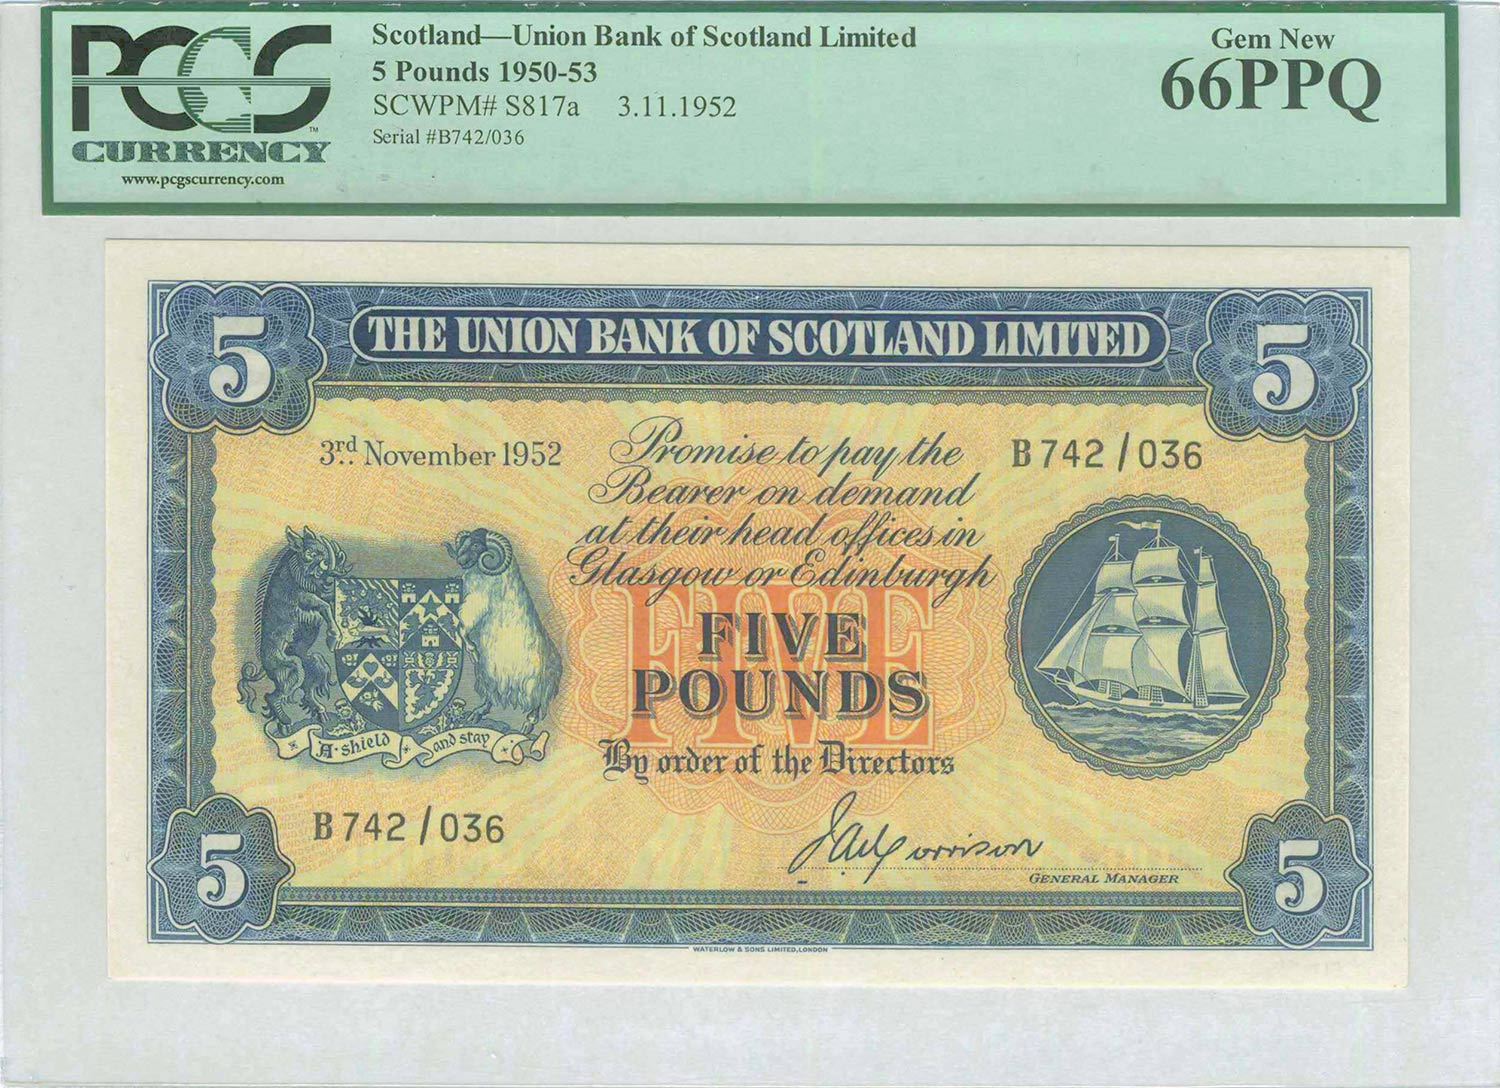 PCGS
CURRENCY
™
www.pcgscurrency.com
Scotland—Union Bank of Scotland Limited
5 Pounds 1950-53
SCWPM# S817a 3.11.1952
Serial #B742/036
Gem New
66PPQ
5 THE UNION BANK OF SCOTLAND LIMITED 5
3rd November 1952
Promise to pay the
Bearer on demand
at their head offices in
Glasgow or Edinburgh
B742/036
FIVE
FIVE
POUNDS
By order of the Directors
A·shield and stay
B742/036
J A Morrison
GENERAL MANAGER
5 5
WATERLOW & SONS LIMITED, LONDON